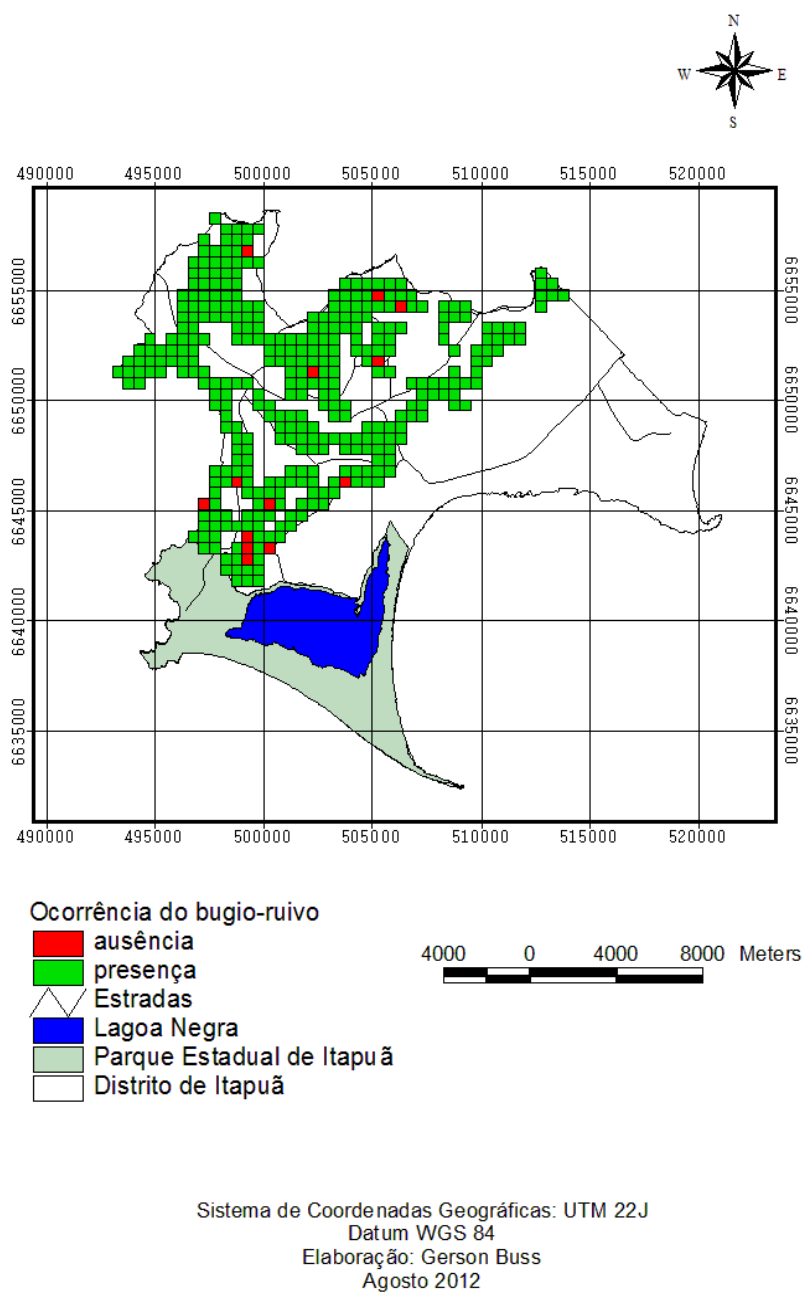 N
W E
S
490000 495000 500000 505000 510000 515000 520000
6655000 6655000
6650000 6650000
6645000 6645000
6640000 6640000
6635000 6635000
490000 495000 500000 505000 510000 515000 520000
Ocorrência do bugio-ruivo
ausência
presença
Estradas
Lagoa Negra
Parque Estadual de Itapuã
Distrito de Itapuã
4000 0 4000 8000 Meters
Sistema de Coordenadas Geográficas: UTM 22J
Datum WGS 84
Elaboração: Gerson Buss
Agosto 2012